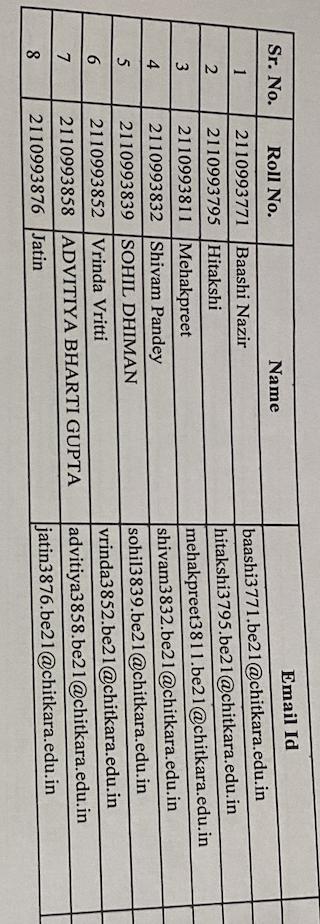 Sr. No. Roll No. Name Email Id
1 2110993771 Baashi Nazir baashi3771.be21@chitkara.edu.in
2 2110993795 Hitakshi hitakshi3795.be21@chitkara.edu.in
3 2110993811 Mehakpreet mehakpreet3811.be21@chitkara.edu.in
4 2110993832 Shivam Pandey shivam3832.be21@chitkara.edu.in
5 2110993839 SOHIL DHIMAN sohil3839.be21@chitkara.edu.in
6 2110993852 Vrinda Vritti vrinda3852.be21@chitkara.edu.in
7 2110993858 ADVITIYA BHARTI GUPTA advitiya3858.be21@chitkara.edu.in
8 2110993876 Jatin jatin3876.be21@chitkara.edu.in